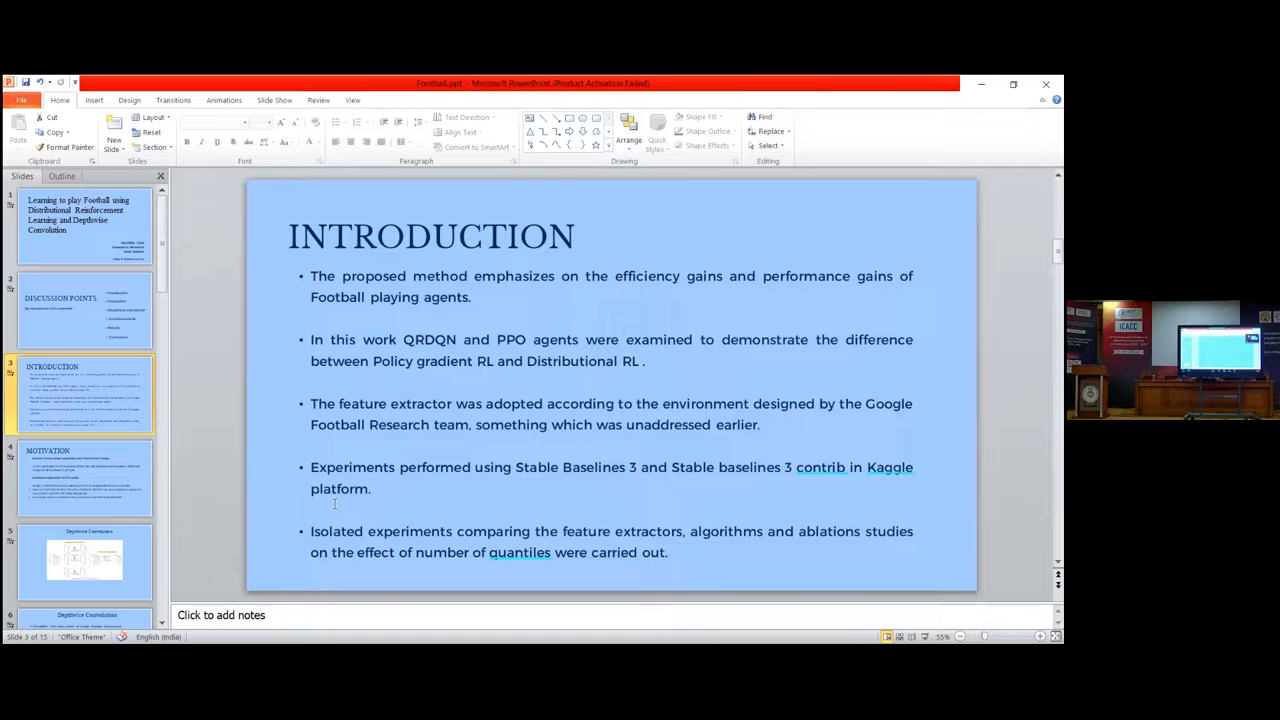 Football.ppt - Microsoft PowerPoint (Product Activation Failed)
File Home Insert Design Transitions Animations Slide Show Review View
Cut
Copy
Format Painter
Paste
Clipboard
New Slide
Layout
Reset
Section
Slides
Font
Text Direction
Align Text
Convert to SmartArt
Paragraph
Arrange
Quick Styles
Shape Fill
Shape Outline
Shape Effects
Drawing
Find
Replace
Select
Editing
Slides Outline
1
Learning to play Football using
Distributional Reinforcement
Learning and Depthwise
Convolution
2
DISCUSSION POINTS
3
INTRODUCTION
4
MOTIVATION
5
Depthwise Convolution
6
Depthwise Convolution
INTRODUCTION
• The proposed method emphasizes on the efficiency gains and performance gains of
Football playing agents.
• In this work QRDQN and PPO agents were examined to demonstrate the difference
between Policy gradient RL and Distributional RL .
• The feature extractor was adopted according to the environment designed by the Google
Football Research team, something which was unaddressed earlier.
• Experiments performed using Stable Baselines 3 and Stable baselines 3 contrib in Kaggle
platform.
• Isolated experiments comparing the feature extractors, algorithms and ablations studies
on the effect of number of quantiles were carried out.
Click to add notes
Slide 3 of 15 "Office Theme" English (India) 55%
ICACC